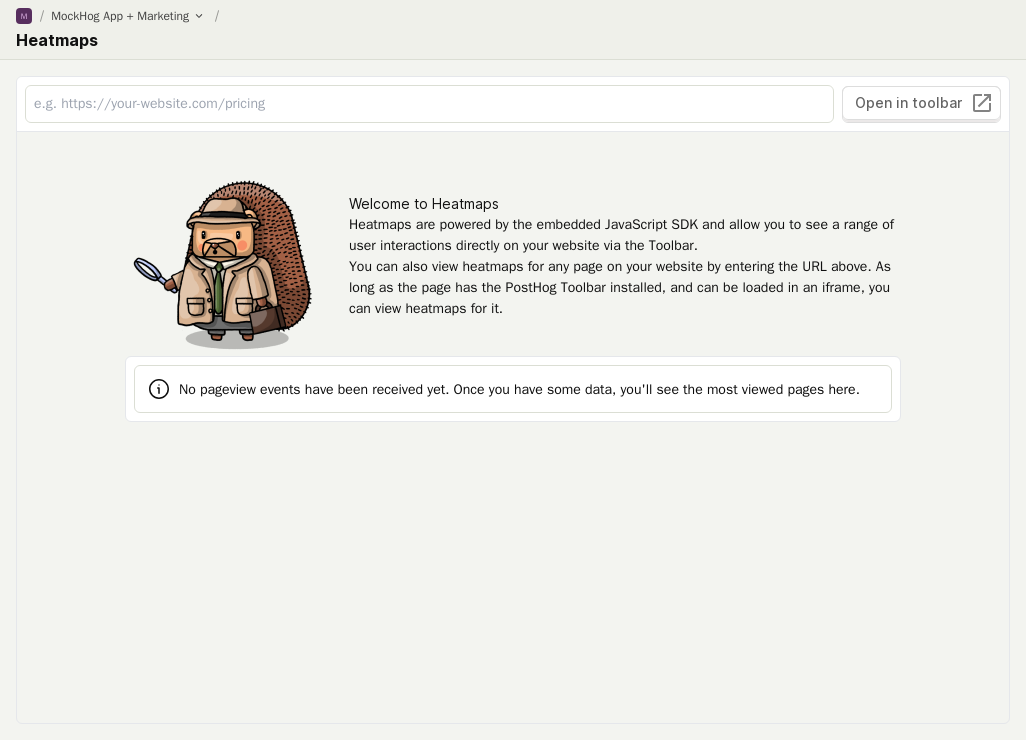 M / MockHog App + Marketing /
Heatmaps
e.g. https://your-website.com/pricing
Open in toolbar
Welcome to Heatmaps
Heatmaps are powered by the embedded JavaScript SDK and allow you to see a range of
user interactions directly on your website via the Toolbar.
You can also view heatmaps for any page on your website by entering the URL above. As
long as the page has the PostHog Toolbar installed, and can be loaded in an iframe, you
can view heatmaps for it.
No pageview events have been received yet. Once you have some data, you'll see the most viewed pages here.